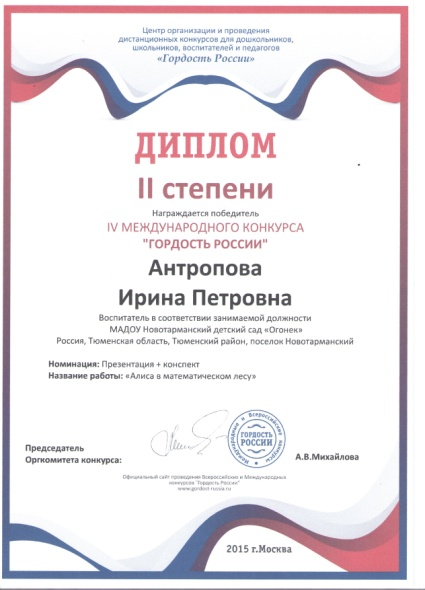 Центр организации и проведения
дистанционных конкурсов для дошкольников,
школьников, воспитателей и педагогов
«Гордость России»
ДИПЛОМ
II степени
Награждается победитель
IV МЕЖДУНАРОДНОГО КОНКУРСА
"ГОРДОСТЬ РОССИИ"
Антропова
Ирина Петровна
Воспитатель в соответствии занимаемой должности
МАДОУ Новотарманский детский сад «Огонек»
Россия, Тюменская область, Тюменский район, поселок Новотарманский
Номинация: Презентация + конспект
Название работы: «Алиса в математическом лесу»
Председатель
Оргкомитета конкурса:
Международные и Всероссийские конкурсы
ГОРДОСТЬ
РОССИИ
А.В.Михайлова
Официальный сайт проведения Всероссийских и Международных
конкурсов "Гордость России"
www.gordost-russia.ru
2015 г.Москва